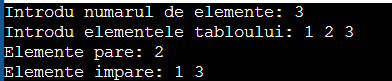 Introdu numarul de elemente: 3
Introdu elementele tabloului: 1 2 3
Elemente pare: 2
Elemente impare: 1 3